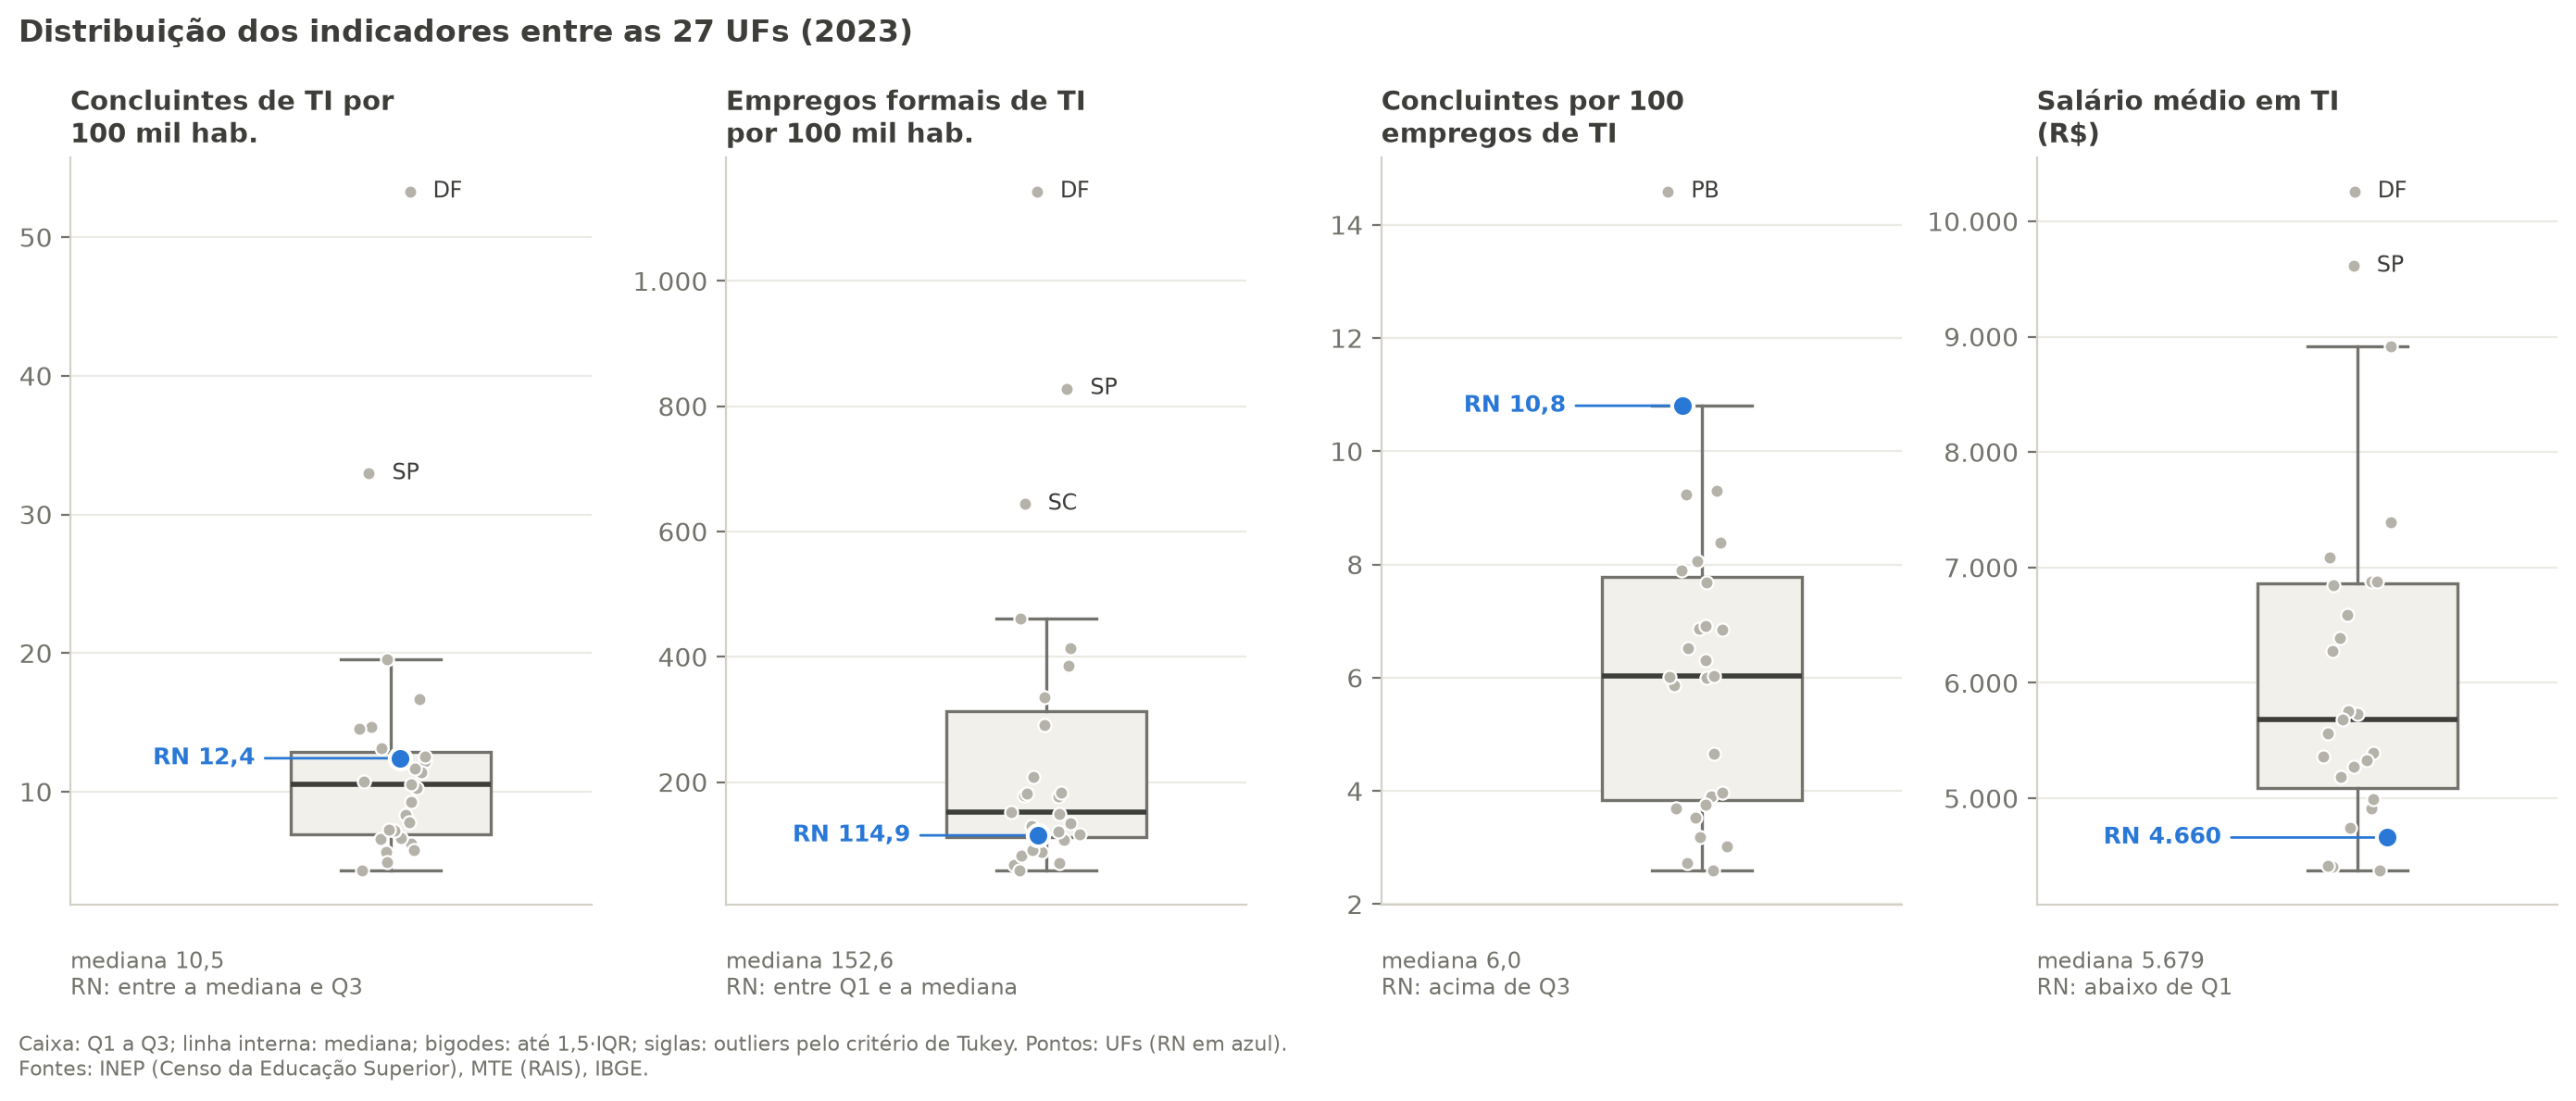 Distribuição dos indicadores entre as 27 UFs (2023)
Concluintes de TI por
100 mil hab.
50
40
30
20
10
DF
SP
RN 12,4
mediana 10,5
RN: entre a mediana e Q3
Empregos formais de TI
por 100 mil hab.
1.000
800
600
400
200
DF
SP
SC
RN 114,9
mediana 152,6
RN: entre Q1 e a mediana
Concluintes por 100
empregos de TI
14
12
10
8
6
4
2
PB
RN 10,8
mediana 6,0
RN: acima de Q3
Salário médio em TI
(R$)
10.000
9.000
8.000
7.000
6.000
5.000
DF
SP
RN 4.660
mediana 5.679
RN: abaixo de Q1
Caixa: Q1 a Q3; linha interna: mediana; bigodes: até 1,5·IQR; siglas: outliers pelo critério de Tukey. Pontos: UFs (RN em azul).
Fontes: INEP (Censo da Educação Superior), MTE (RAIS), IBGE.